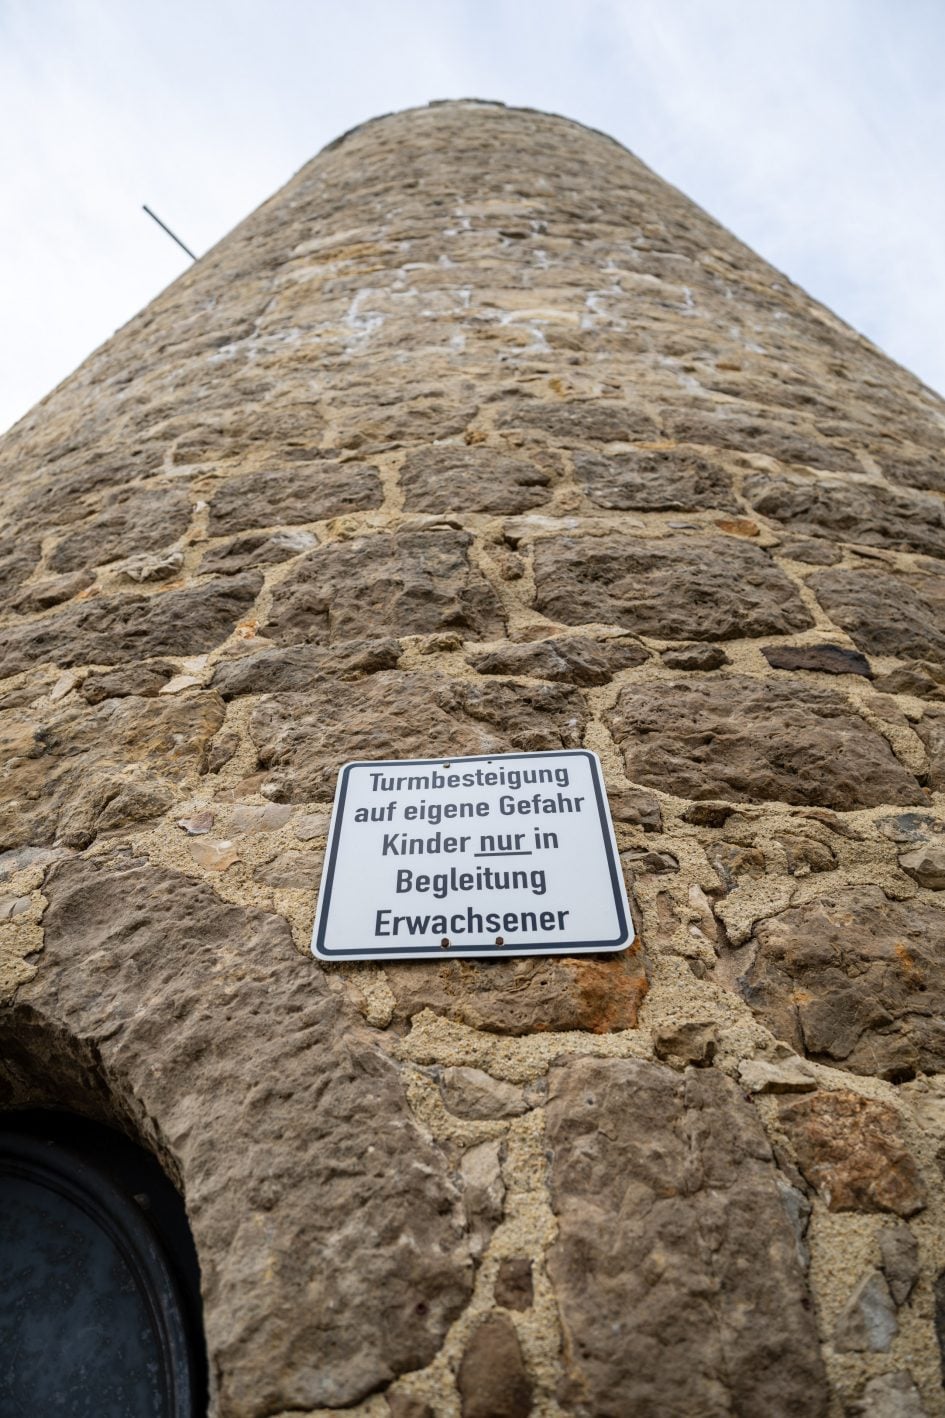 Turmbesteigung
auf eigene Gefahr
Kinder nur in
Begleitung
Erwachsener